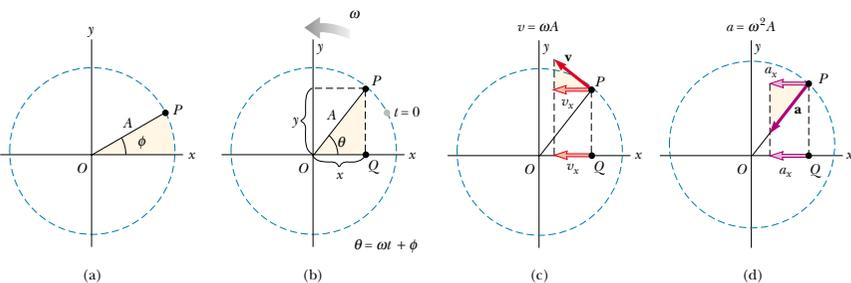 y
A
P
ϕ
O
x
(a)
ω
y
P
A
t = 0
y
θ
O
x
Q
x
θ = ωt + ϕ
(b)
v = ωA
y
v
P
v_x
O
v_x
Q
x
(c)
a = ω²A
y
a_x
P
a
O
a_x
Q
x
(d)